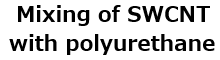 Mixing of SWCNT
with polyurethane